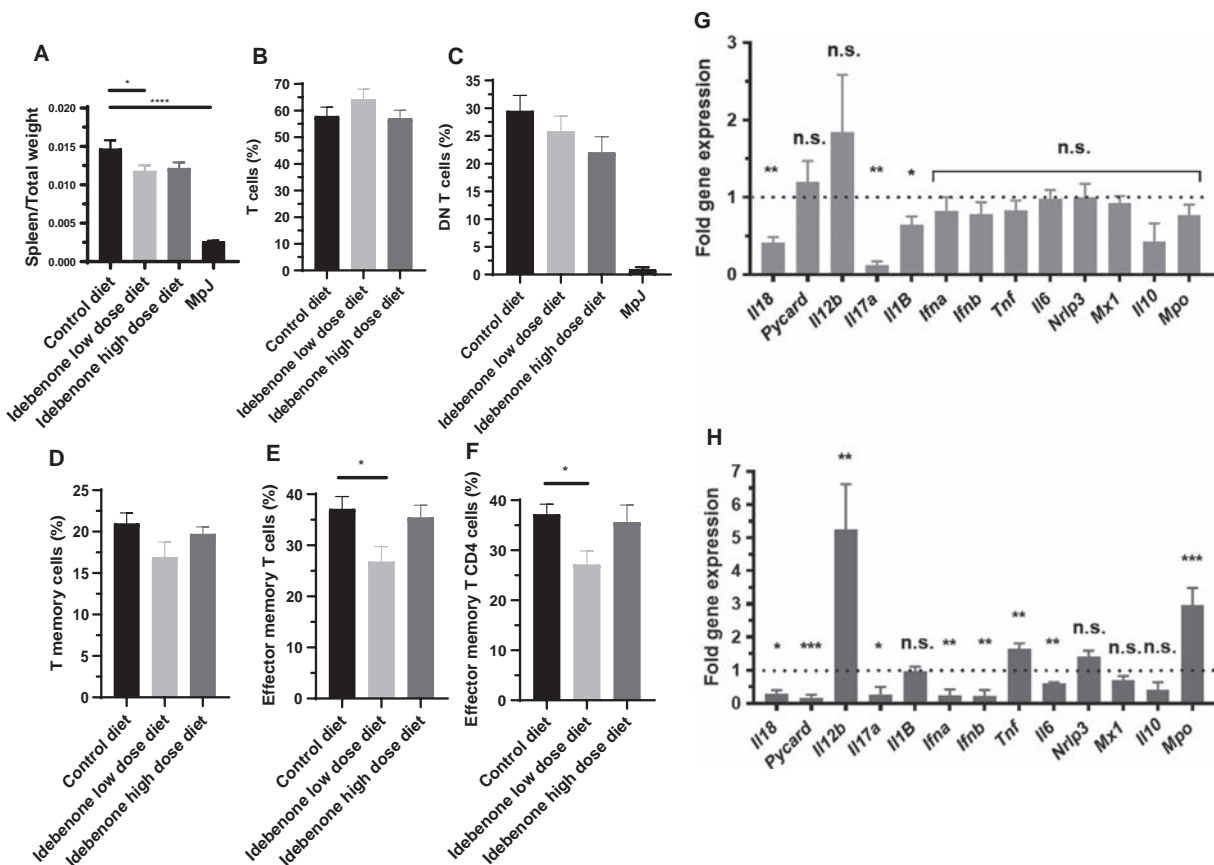 A
*
****
Spleen/Total weight
0.020
0.015
0.010
0.005
0.000
Control diet
Idebenone low dose diet
Idebenone high dose diet
MpJ
B
T cells (%)
70
60
50
40
30
20
10
0
Control diet
Idebenone low dose diet
Idebenone high dose diet
C
DN T cells (%)
35
30
25
20
15
10
5
0
Control diet
Idebenone low dose diet
Idebenone high dose diet
MpJ
D
T memory cells (%)
25
20
15
10
5
0
Control diet
Idebenone low dose diet
Idebenone high dose diet
E
*
Effector memory T cells (%)
40
30
20
10
0
Control diet
Idebenone low dose diet
Idebenone high dose diet
F
*
Effector memory T CD4 cells (%)
40
30
20
10
0
Control diet
Idebenone low dose diet
Idebenone high dose diet
G
Fold gene expression
3
2
1
0
** n.s. n.s. ** * n.s.
Il18 Pycard Il12b Il17a Il1B Ifna Ifnb Tnf Il6 Nrlp3 Mx1 Il10 Mpo
H
Fold gene expression
7
6
5
4
3
2
1
0
* *** ** * n.s. ** ** ** ** n.s. n.s. n.s. ***
Il18 Pycard Il12b Il17a Il1B Ifna Ifnb Tnf Il6 Nrlp3 Mx1 Il10 Mpo